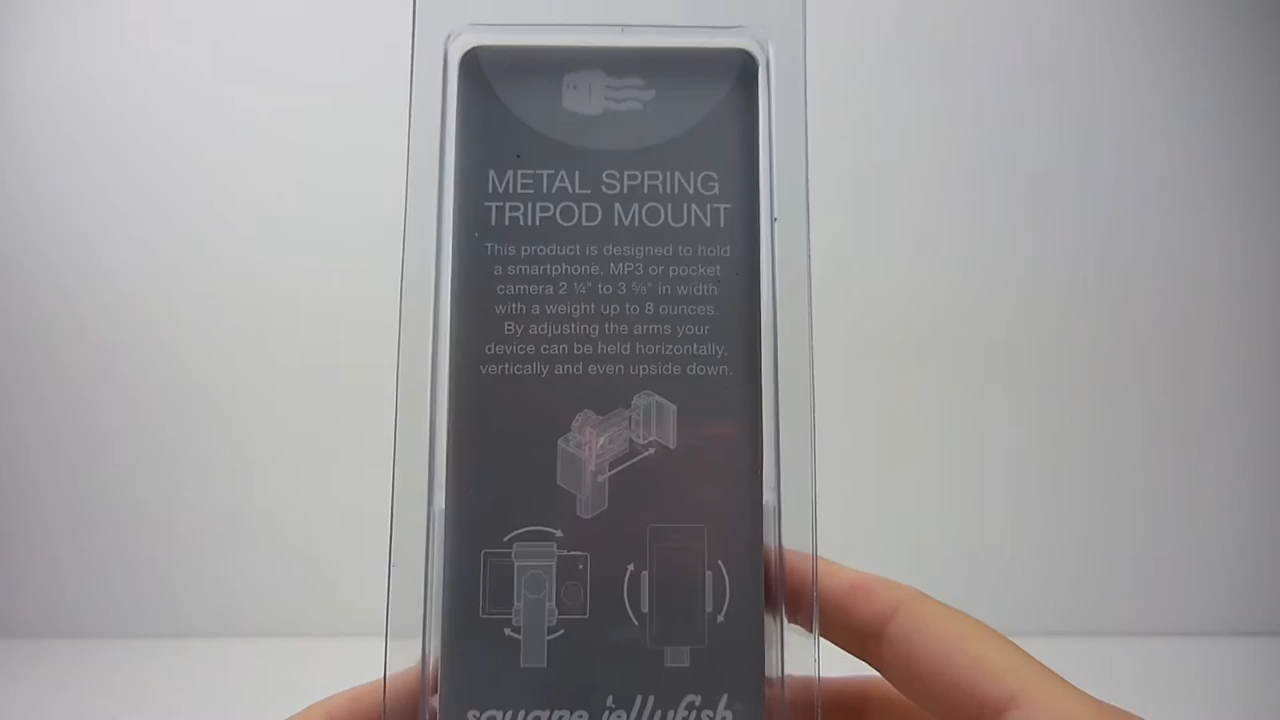 METAL SPRING
TRIPOD MOUNT
This product is designed to hold
a smartphone, MP3 or pocket
camera 2 ¼" to 3 ⅝" in width
with a weight up to 8 ounces.
By adjusting the arms your
device can be held horizontally,
vertically and even upside down.
square jellyfish